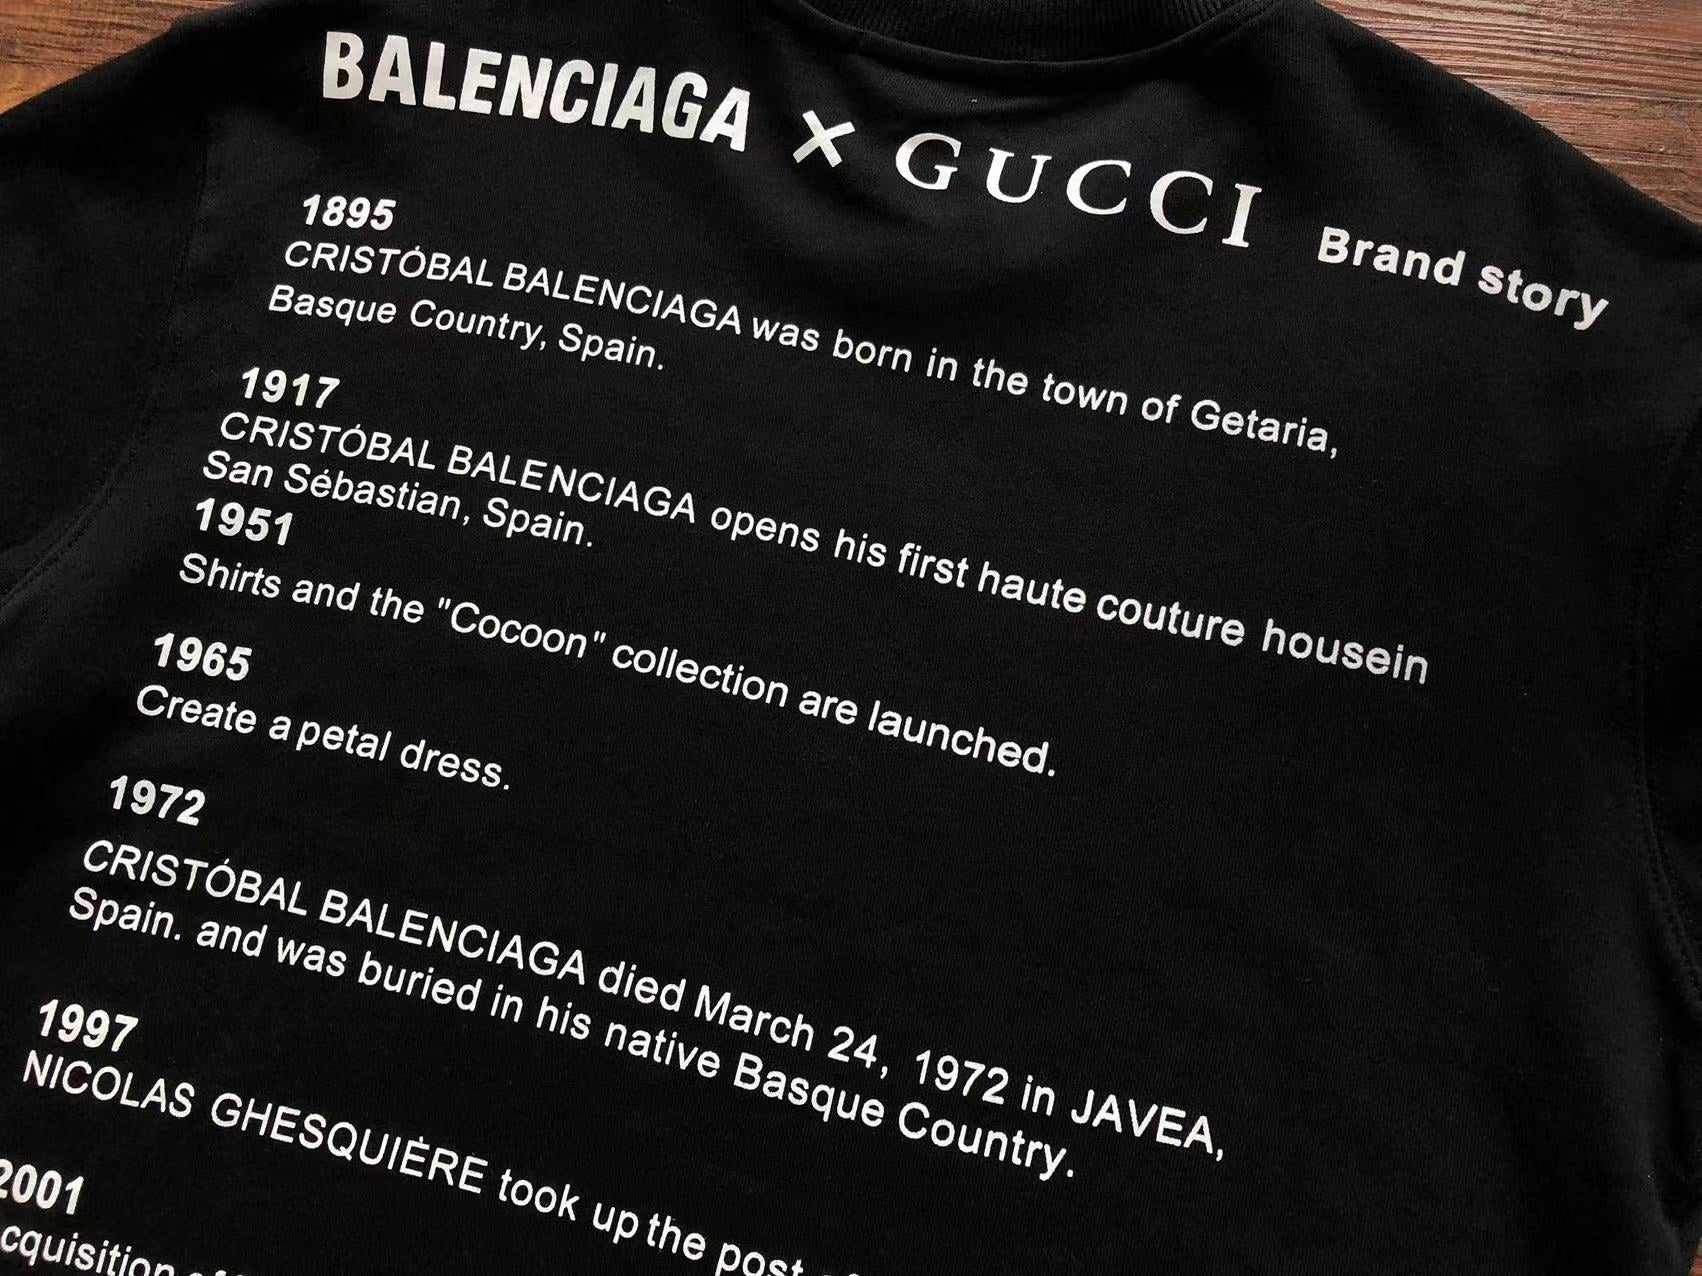 BALENCIAGA × GUCCI Brand story
1895
CRISTÓBAL BALENCIAGA was born in the town of Getaria,
Basque Country, Spain.
1917
CRISTÓBAL BALENCIAGA opens his first haute couture housein
San Sébastian, Spain.
1951
Shirts and the "Cocoon" collection are launched.
1965
Create a petal dress.
1972
CRISTÓBAL BALENCIAGA died March 24, 1972 in JAVEA,
Spain. and was buried in his native Basque Country.
1997
NICOLAS GHESQUIÈRE took up the post
2001
cquisition